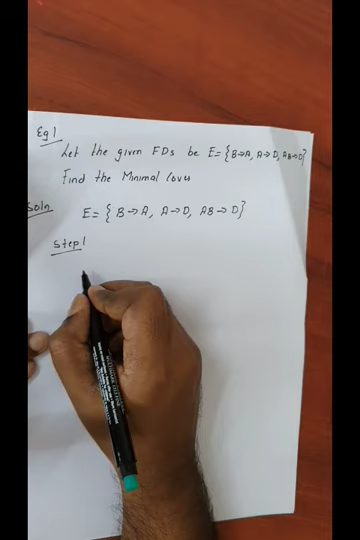 Eg 1
Let the given FDs be E= {B→A, A→D, AB→D}
Find the Minimal Cover
Soln
E= { B→A, A→D, AB→D}
Step 1